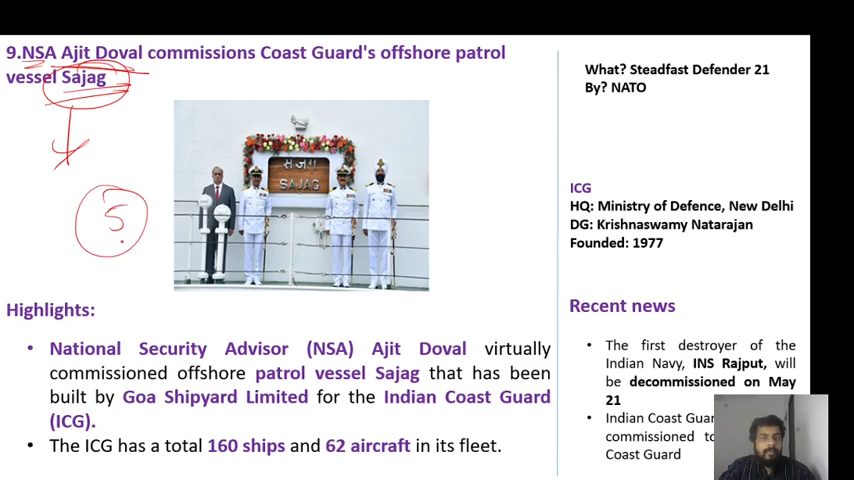 9.NSA Ajit Doval commissions Coast Guard's offshore patrol
vessel Sajag
सजग
SAJAG
5
Highlights:
• National Security Advisor (NSA) Ajit Doval virtually
commissioned offshore patrol vessel Sajag that has been
built by Goa Shipyard Limited for the Indian Coast Guard
(ICG).
• The ICG has a total 160 ships and 62 aircraft in its fleet.
What? Steadfast Defender 21
By? NATO
ICG
HQ: Ministry of Defence, New Delhi
DG: Krishnaswamy Natarajan
Founded: 1977
Recent news
• The first destroyer of the
Indian Navy, INS Rajput, will
be decommissioned on May
21
• Indian Coast
commissioned
Coast Guard